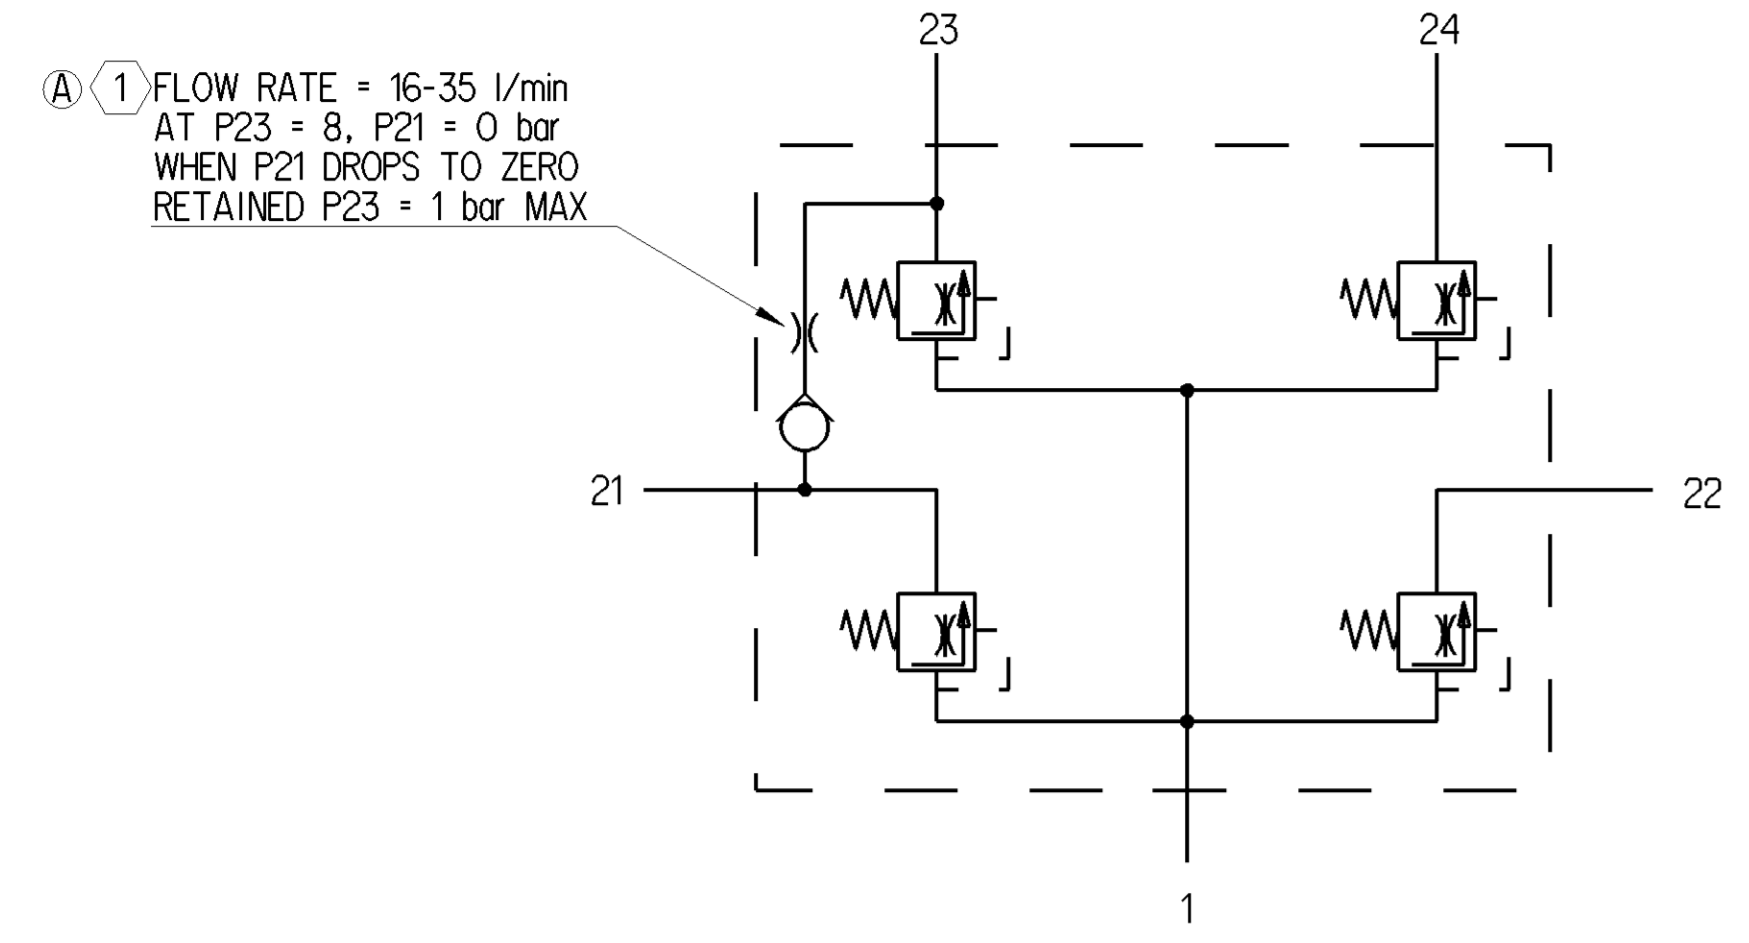 23
24
A 1 FLOW RATE = 16-35 l/min
AT P23 = 8, P21 = 0 bar
WHEN P21 DROPS TO ZERO
RETAINED P23 = 1 bar MAX
21
22
1